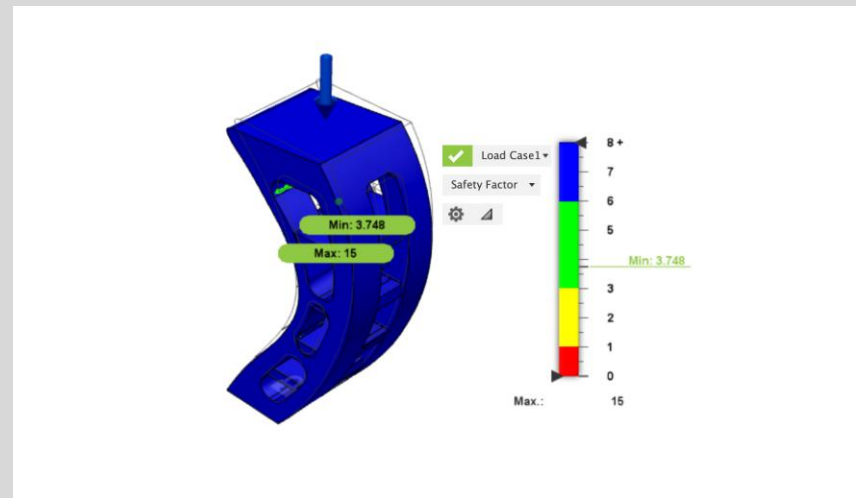 Load Case1
Safety Factor
Min: 3.748
Max: 15
8 +
7
6
5
Min: 3.748
3
2
1
0
Max.: 15